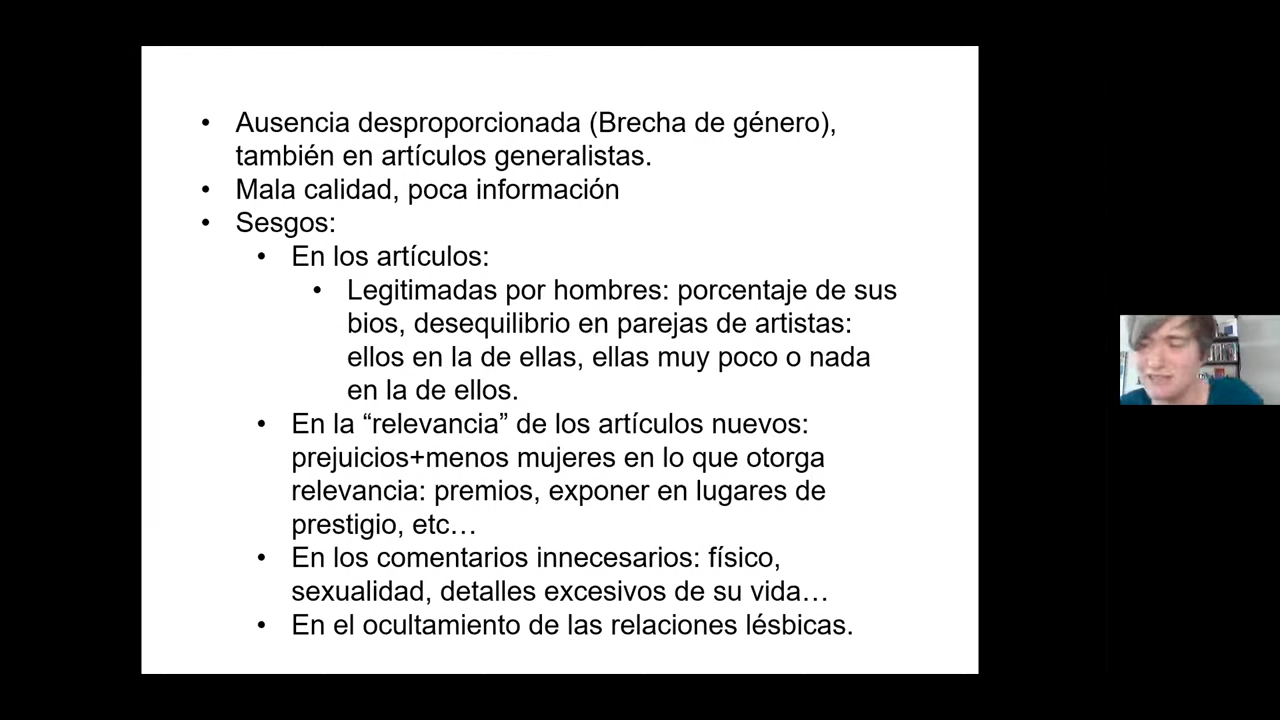 • Ausencia desproporcionada (Brecha de género),
también en artículos generalistas.
• Mala calidad, poca información
• Sesgos:
• En los artículos:
• Legitimadas por hombres: porcentaje de sus
bios, desequilibrio en parejas de artistas:
ellos en la de ellas, ellas muy poco o nada
en la de ellos.
• En la “relevancia” de los artículos nuevos:
prejuicios+menos mujeres en lo que otorga
relevancia: premios, exponer en lugares de
prestigio, etc…
• En los comentarios innecesarios: físico,
sexualidad, detalles excesivos de su vida…
• En el ocultamiento de las relaciones lésbicas.